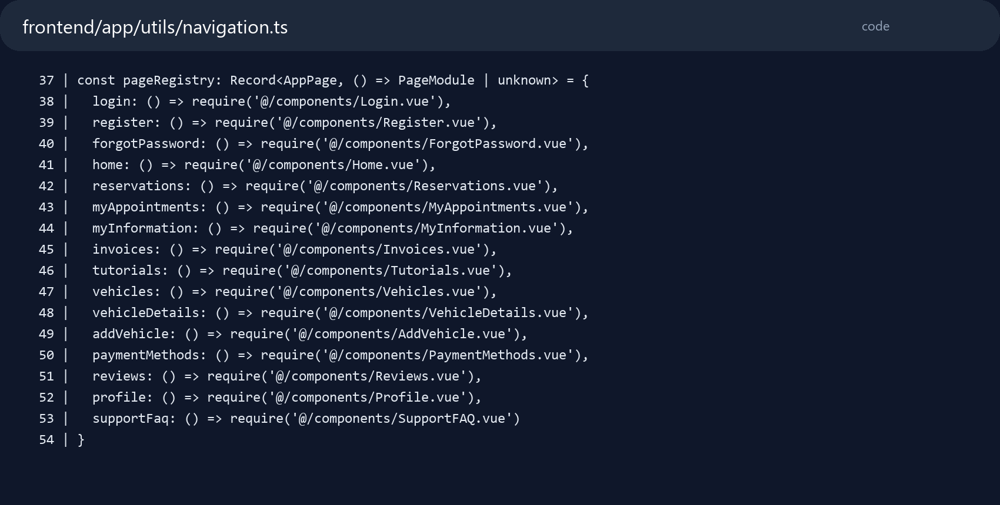 frontend/app/utils/navigation.ts
code
37 | const pageRegistry: Record<AppPage, () => PageModule | unknown> = {
38 |   login: () => require('@/components/Login.vue'),
39 |   register: () => require('@/components/Register.vue'),
40 |   forgotPassword: () => require('@/components/ForgotPassword.vue'),
41 |   home: () => require('@/components/Home.vue'),
42 |   reservations: () => require('@/components/Reservations.vue'),
43 |   myAppointments: () => require('@/components/MyAppointments.vue'),
44 |   myInformation: () => require('@/components/MyInformation.vue'),
45 |   invoices: () => require('@/components/Invoices.vue'),
46 |   tutorials: () => require('@/components/Tutorials.vue'),
47 |   vehicles: () => require('@/components/Vehicles.vue'),
48 |   vehicleDetails: () => require('@/components/VehicleDetails.vue'),
49 |   addVehicle: () => require('@/components/AddVehicle.vue'),
50 |   paymentMethods: () => require('@/components/PaymentMethods.vue'),
51 |   reviews: () => require('@/components/Reviews.vue'),
52 |   profile: () => require('@/components/Profile.vue'),
53 |   supportFaq: () => require('@/components/SupportFAQ.vue')
54 | }